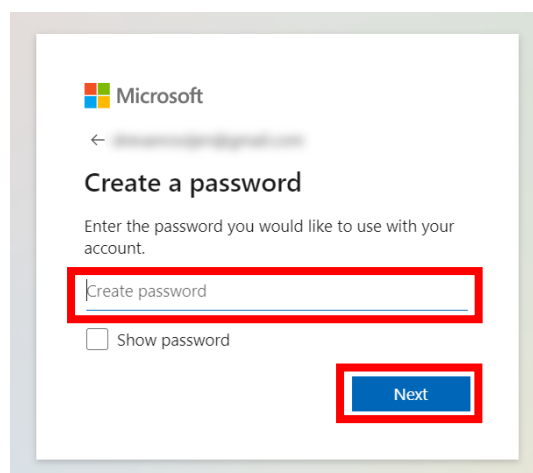 Microsoft
Create a password
Enter the password you would like to use with your
account.
Create password
Show password
Next